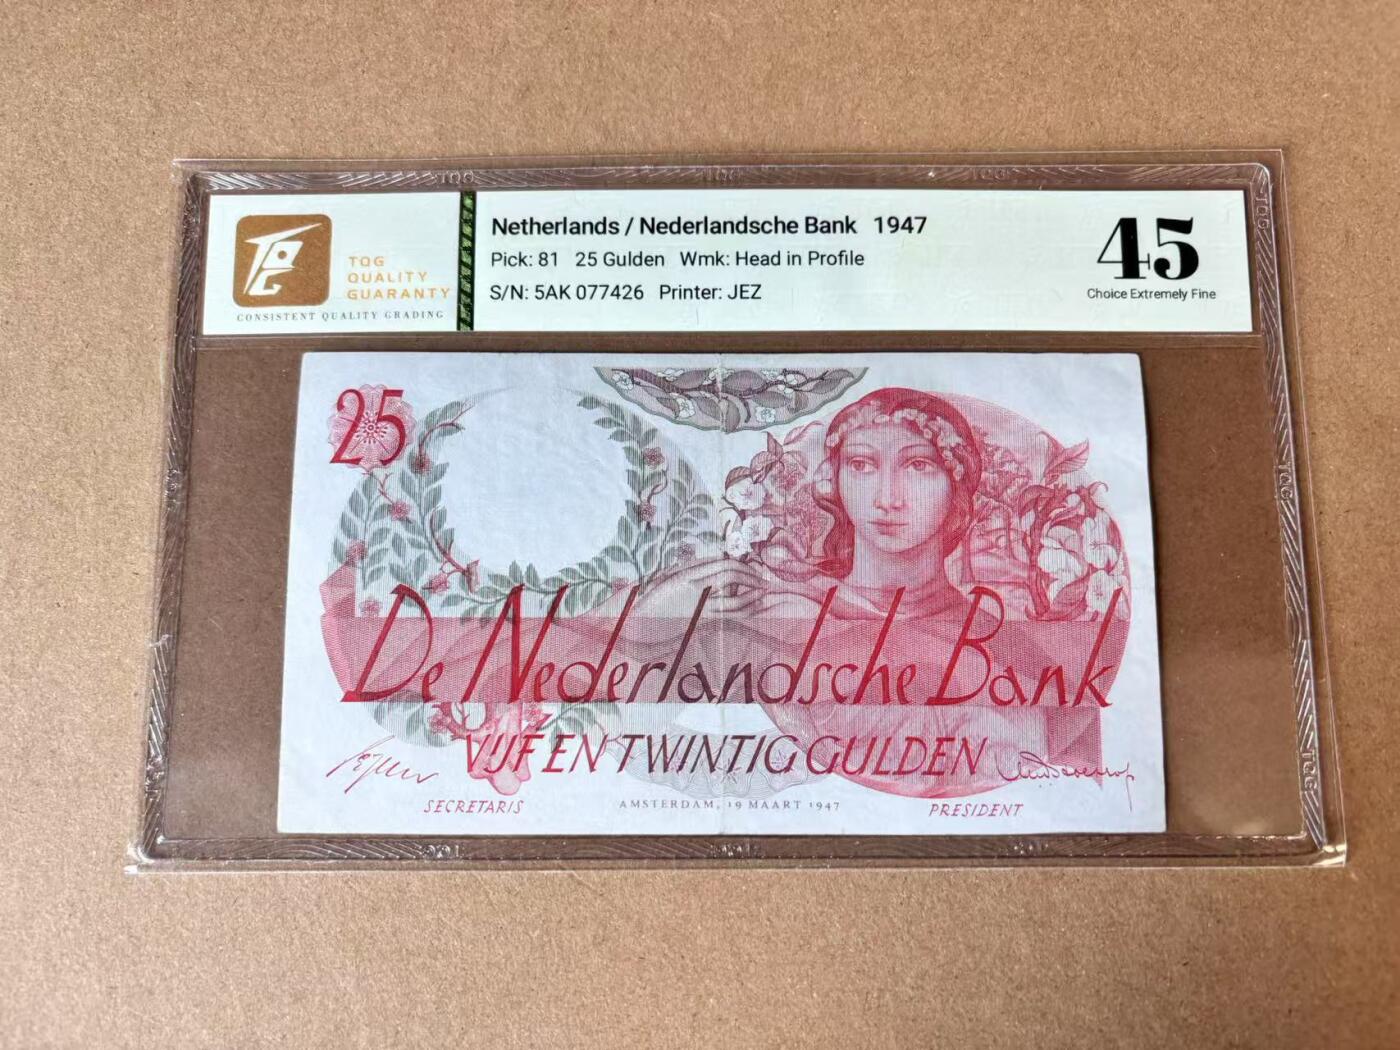 TQG
QUALITY
GUARANTY
CONSISTENT QUALITY GRADING
Netherlands / Nederlandsche Bank 1947
Pick: 81 25 Gulden Wmk: Head in Profile
S/N: 5AK 077426 Printer: JEZ
45
Choice Extremely Fine
25
De Nederlandsche Bank
VIJF EN TWINTIG GULDEN
SECRETARIS
AMSTERDAM, 19 MAART 1947
PRESIDENT